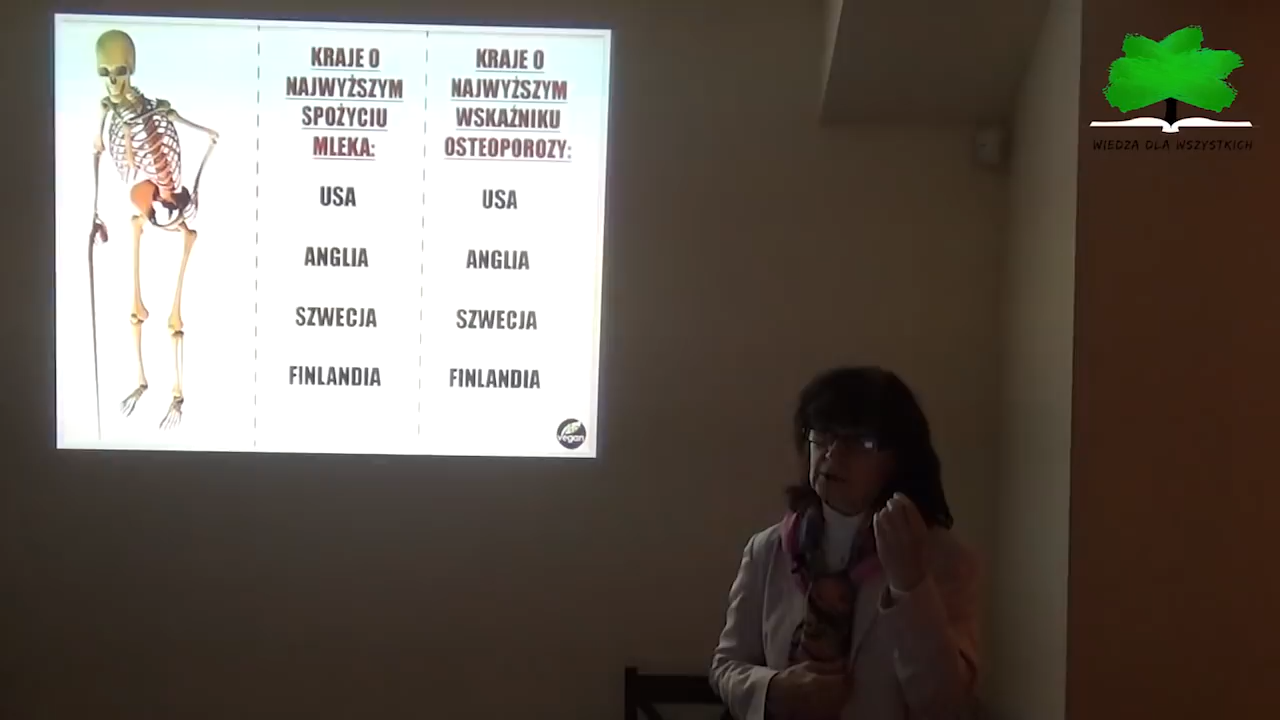 KRAJE O
NAJWYŻSZYM
SPOŻYCIU
MLEKA:
USA
ANGLIA
SZWECJA
FINLANDIA
KRAJE O
NAJWYŻSZYM
WSKAŹNIKU
OSTEOPOROZY:
USA
ANGLIA
SZWECJA
FINLANDIA
vegan
WIEDZA DLA WSZYSTKICH